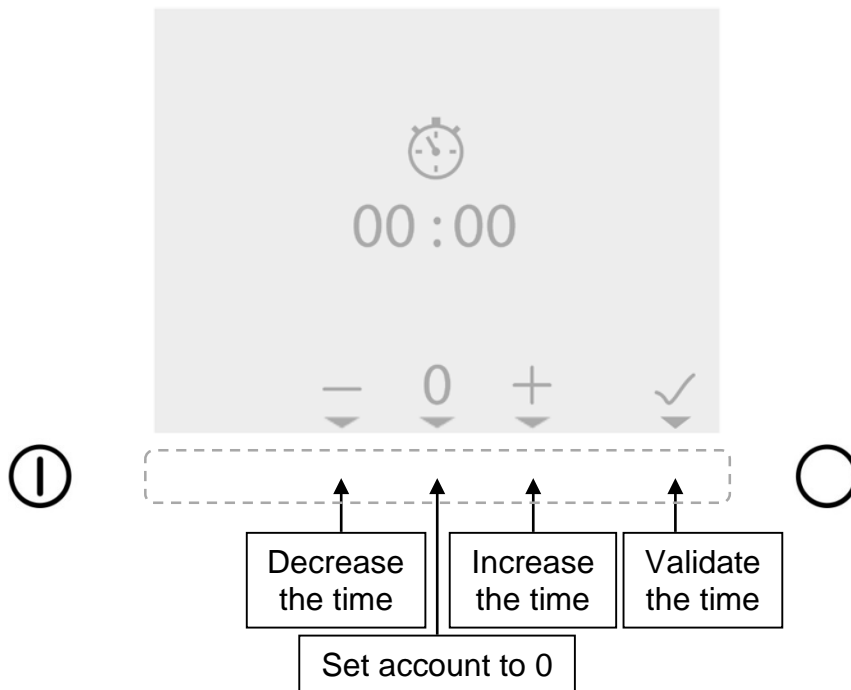 00:00
− 0 + ✓
Decrease
the time
Increase
the time
Validate
the time
Set account to 0